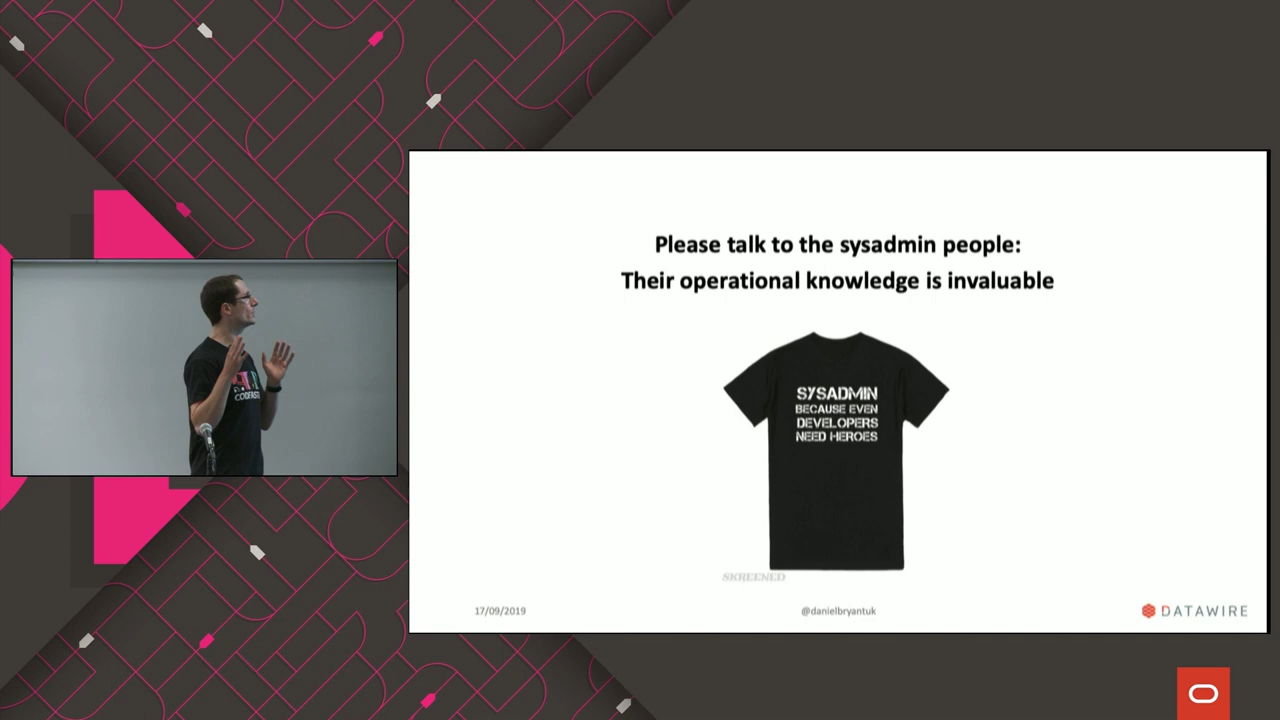 Please talk to the sysadmin people:
Their operational knowledge is invaluable
SYSADMIN
BECAUSE EVEN
DEVELOPERS
NEED HEROES
SKREENED
17/09/2019
@danielbryantuk
DATAWIRE